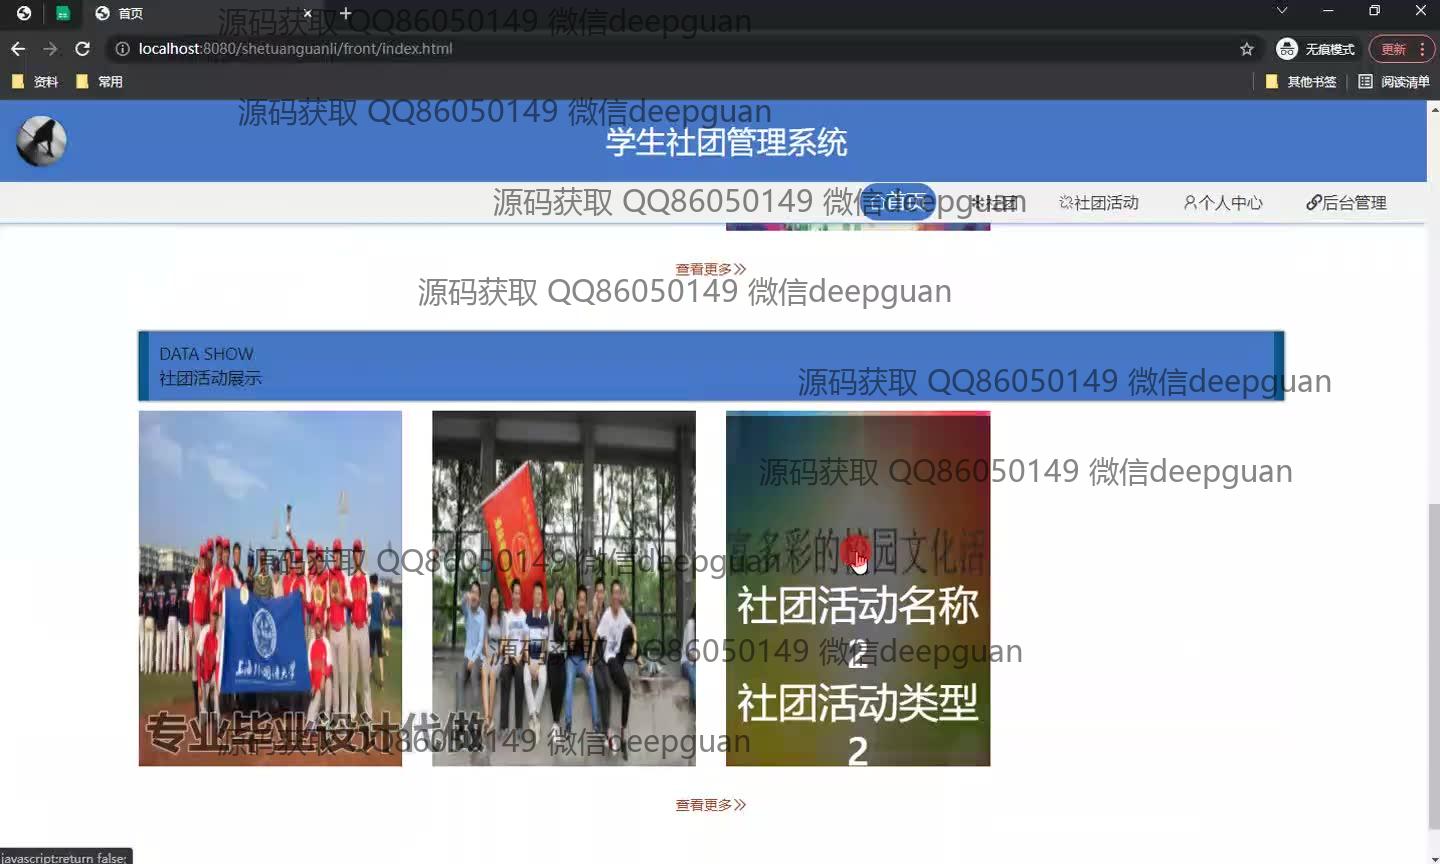 首页
源码获取 QQ86050149 微信deepguan
localhost:8080/shetuanguanli/front/index.html
无痕模式
更新
资料
常用
其他书签
阅读清单
源码获取 QQ86050149 微信deepguan
学生社团管理系统
源码获取 QQ86050149 微信deepguan
首页
社团
社团活动
个人中心
后台管理
查看更多
源码获取 QQ86050149 微信deepguan
DATA SHOW
社团活动展示
源码获取 QQ86050149 微信deepguan
源码获取 QQ86050149 微信deepguan
富多彩的校园文化活
源码获取 QQ86050149 微信deepguan
社团活动名称
2
源码获取 QQ86050149 微信deepguan
社团活动类型
2
专业毕业设计代做
源码获取 QQ86050149 微信deepguan
查看更多
javascript:return false;